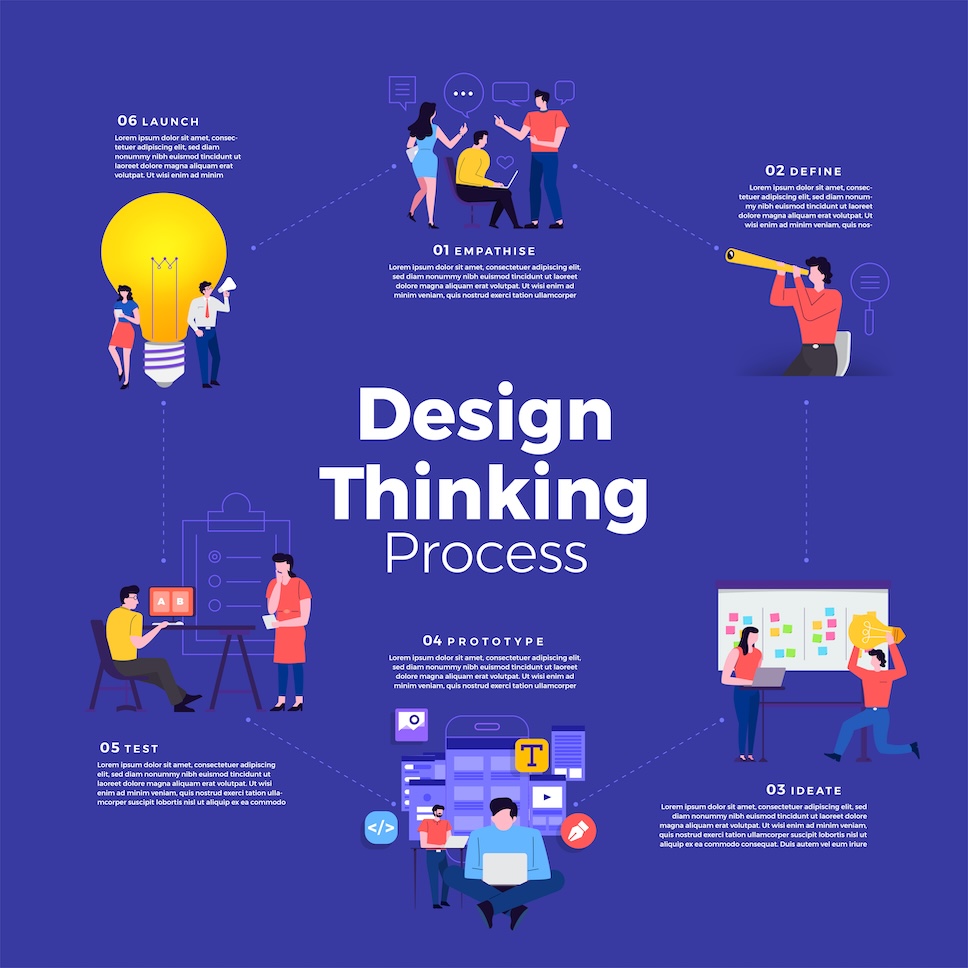 Design
Thinking
Process
01 EMPATHISE
Lorem ipsum dolor sit amet, consectetuer adipiscing elit,
sed diam nonummy nibh euismod tincidunt ut laoreet
dolore magna aliquam erat volutpat. Ut wisi enim ad
minim veniam, quis nostrud exerci tation ullamcorper
02 DEFINE
Lorem ipsum dolor sit amet, consec-
tetuer adipiscing elit, sed diam nonum-
my nibh euismod tincidunt ut laoreet
dolore magna aliquam erat volutpat. Ut
wisi enim ad minim veniam, quis nos-
03 IDEATE
Lorem ipsum dolor sit amet, consectetuer adipiscing
elit, sed diam nonummy nibh euismod tincidunt ut laoreet dolore
magna aliquam erat volutpat. Ut wisi enim ad minim veniam,
quis nostrud exerci tation ullamcorper suscipit lobortis nisl ut
aliquip ex ea commodo consequat. Duis autem vel eum iriure
04 PROTOTYPE
Lorem ipsum dolor sit amet, consectetuer adipiscing elit,
sed diam nonummy nibh euismod tincidunt ut laoreet
dolore magna aliquam erat volutpat. Ut wisi enim ad
minim veniam, quis nostrud exerci tation ullamcorper
T
</>
05 TEST
Lorem ipsum dolor sit amet, consectetuer adipiscing
elit, sed diam nonummy nibh euismod tincidunt ut
laoreet dolore magna aliquam erat volutpat. Ut wisi
enim ad minim veniam, quis nostrud exerci tation ulla-
mcorper suscipit lobortis nisl ut aliquip ex ea commodo
A B
06 LAUNCH
Lorem ipsum dolor sit amet, consec-
tetuer adipiscing elit, sed diam
nonummy nibh euismod tincidunt ut
laoreet dolore magna aliquam erat
volutpat. Ut wisi enim ad minim